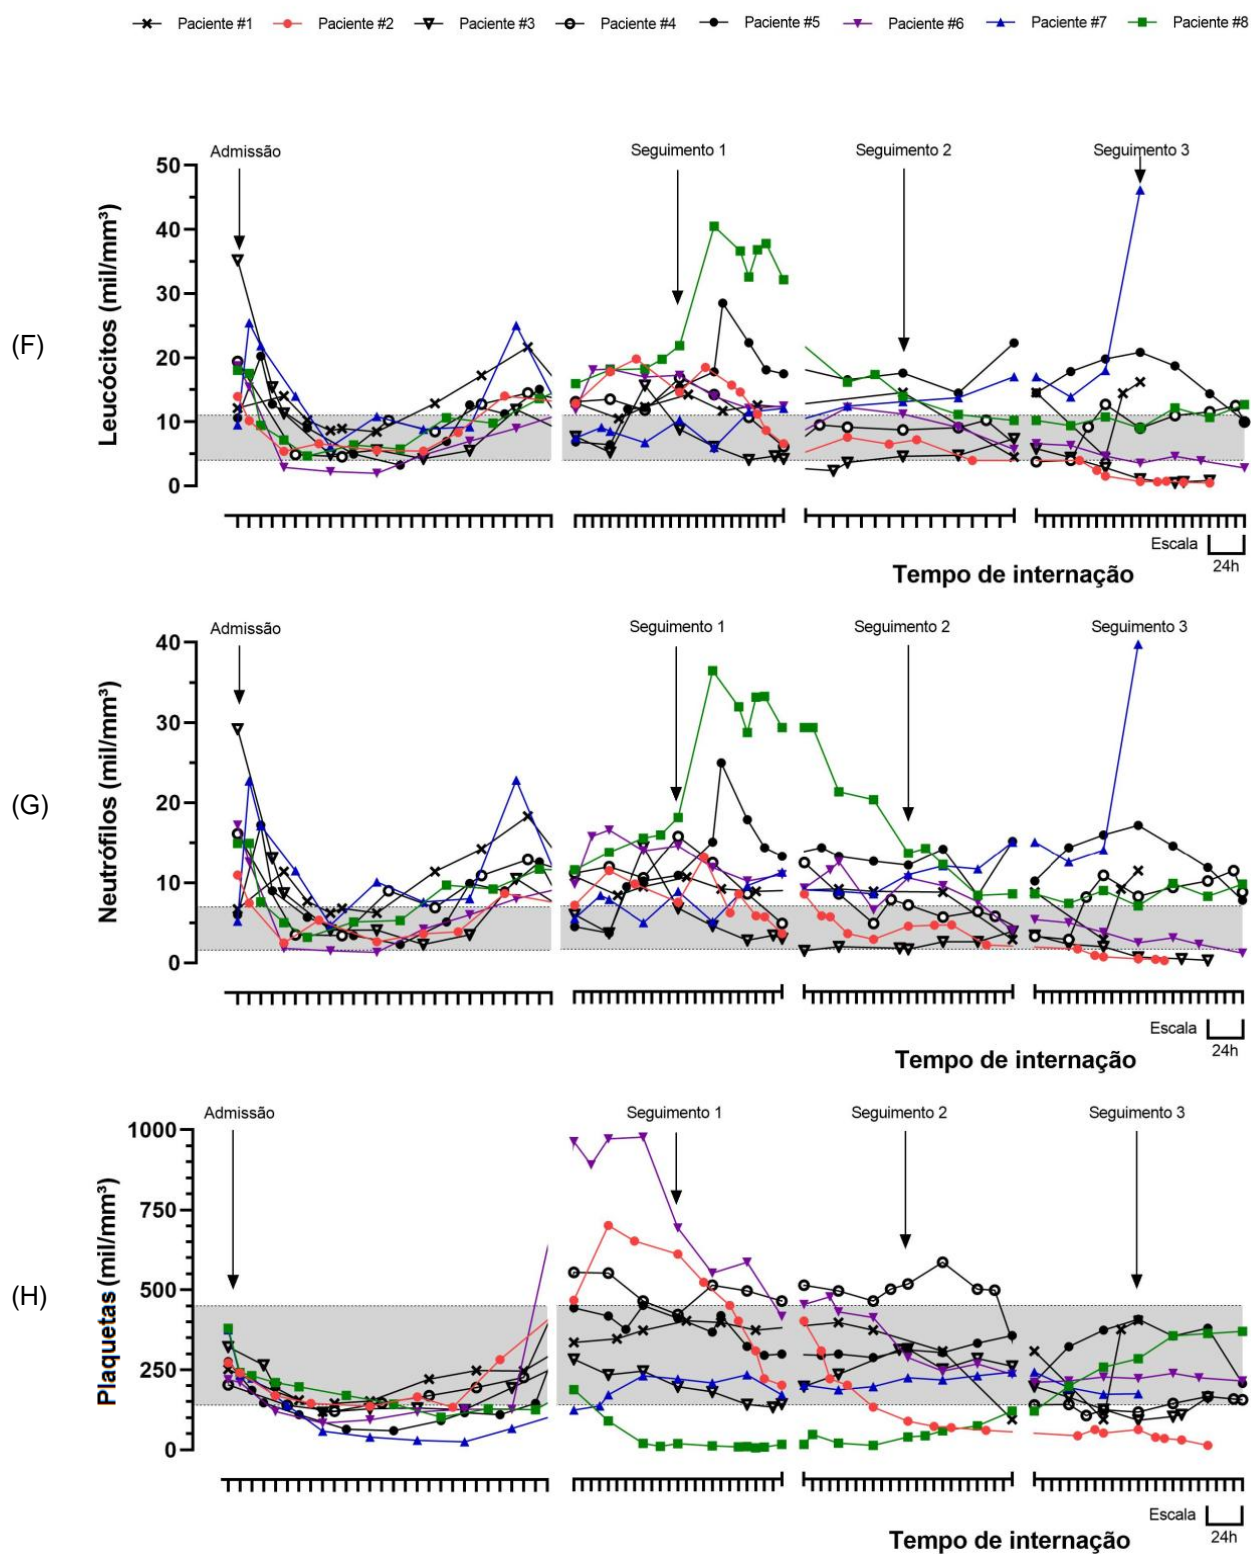 Paciente #1 Paciente #2 Paciente #3 Paciente #4 Paciente #5 Paciente #6 Paciente #7 Paciente #8
(F)
Leucócitos (mil/mm³)
50
40
30
20
10
0
Admissão Seguimento 1 Seguimento 2 Seguimento 3
Escala
24h
Tempo de internação
(G)
Neutrófilos (mil/mm³)
40
30
20
10
0
Admissão Seguimento 1 Seguimento 2 Seguimento 3
Escala
24h
Tempo de internação
(H)
Plaquetas (mil/mm³)
1000
750
500
250
0
Admissão Seguimento 1 Seguimento 2 Seguimento 3
Escala
24h
Tempo de internação